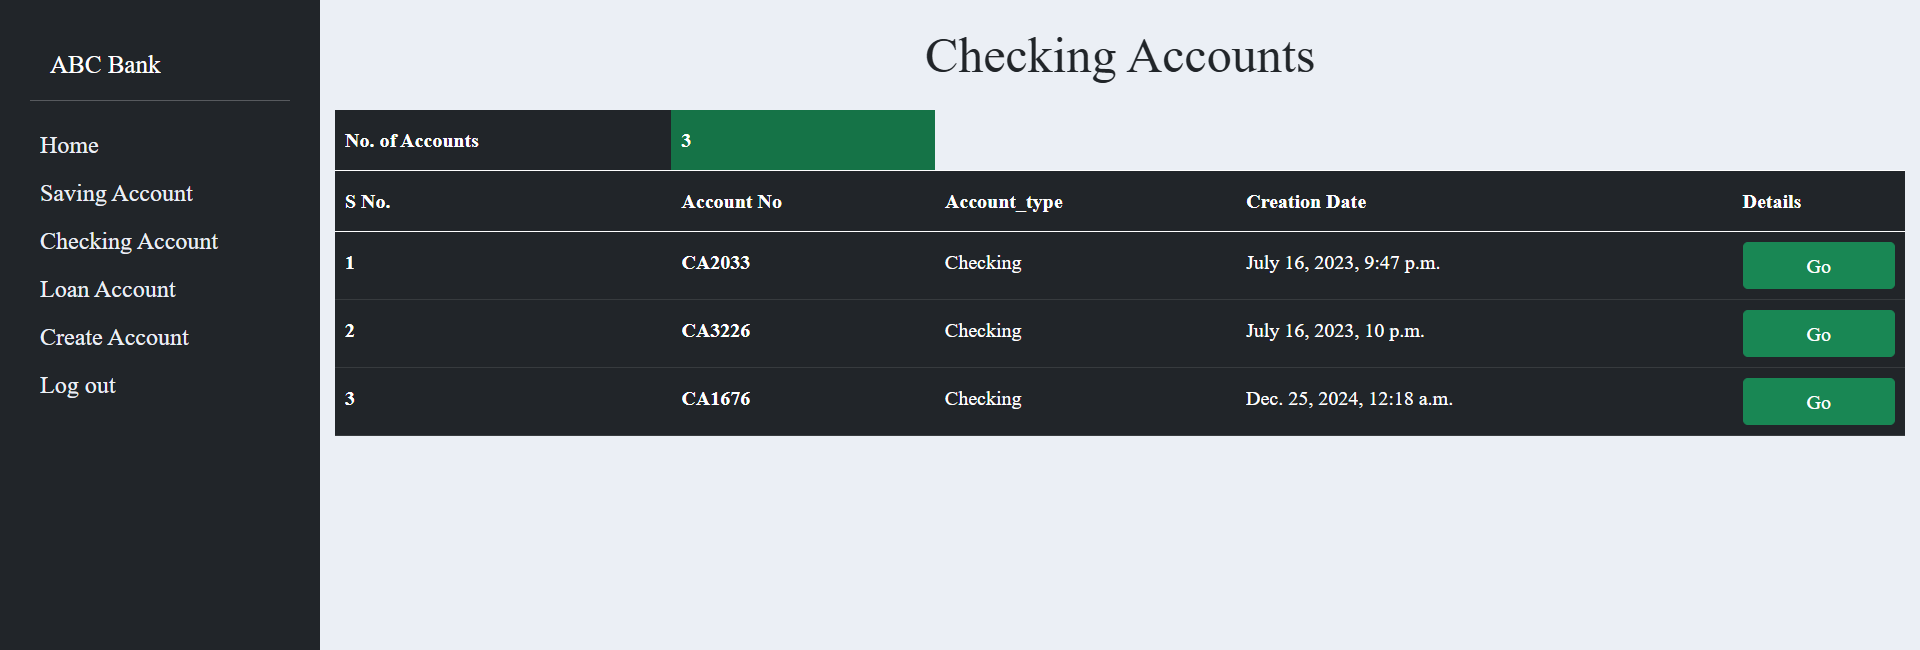 ABC Bank
Home
Saving Account
Checking Account
Loan Account
Create Account
Log out
Checking Accounts
No. of Accounts 3
S No. Account No Account_type Creation Date Details
1 CA2033 Checking July 16, 2023, 9:47 p.m. Go
2 CA3226 Checking July 16, 2023, 10 p.m. Go
3 CA1676 Checking Dec. 25, 2024, 12:18 a.m. Go